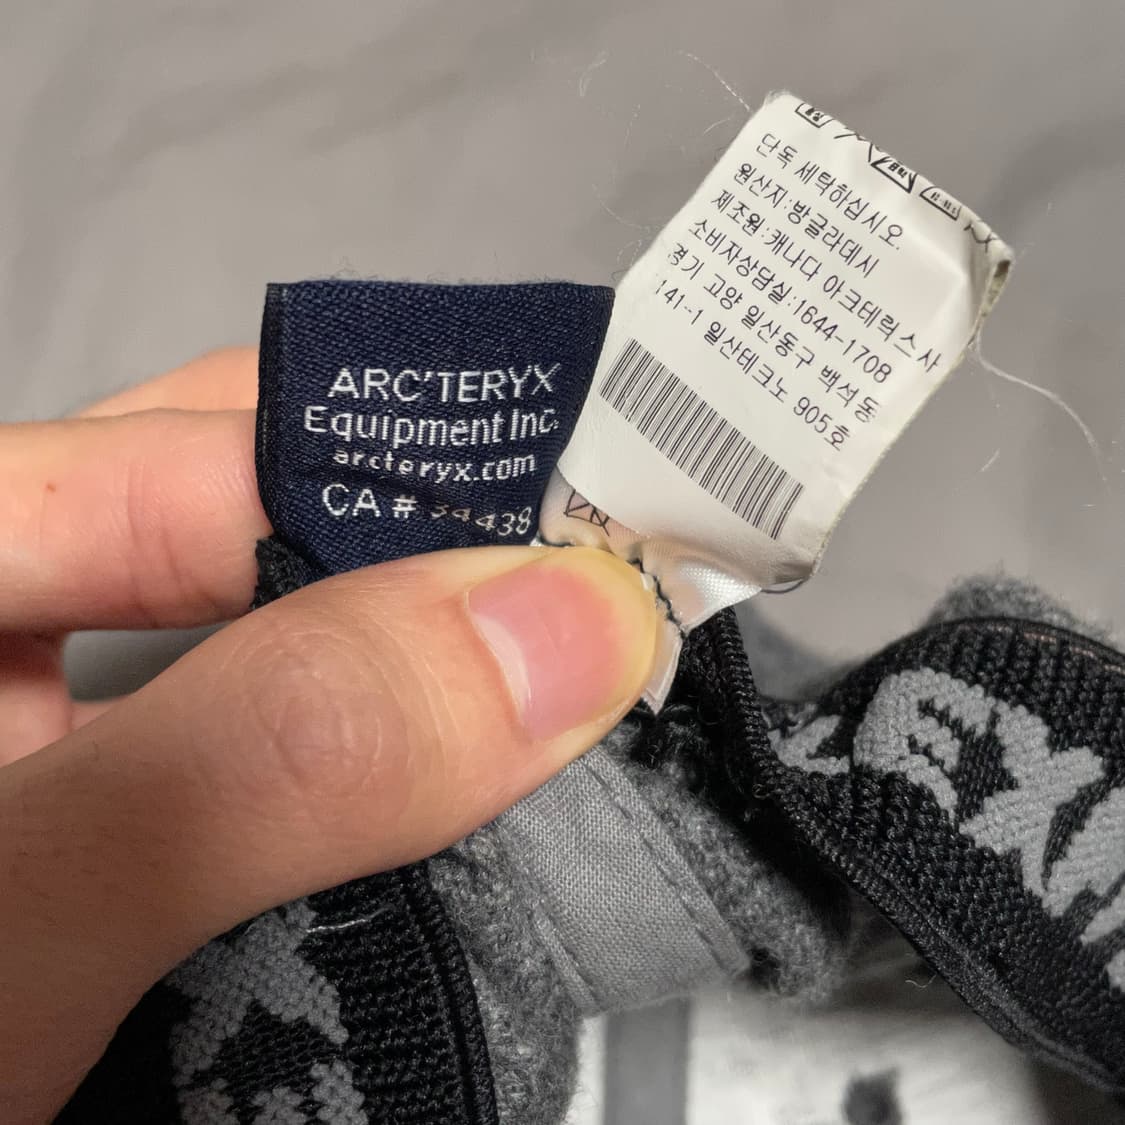 ARC'TERYX
Equipment Inc.
arcteryx.com
CA # 34438
단독 세탁하십시오.
원산지:방글라데시
제조원:캐나다 아크테릭스사
소비자상담실:1644-1708
경기 고양 일산동구 백석동
141-1 일산테크노 905호